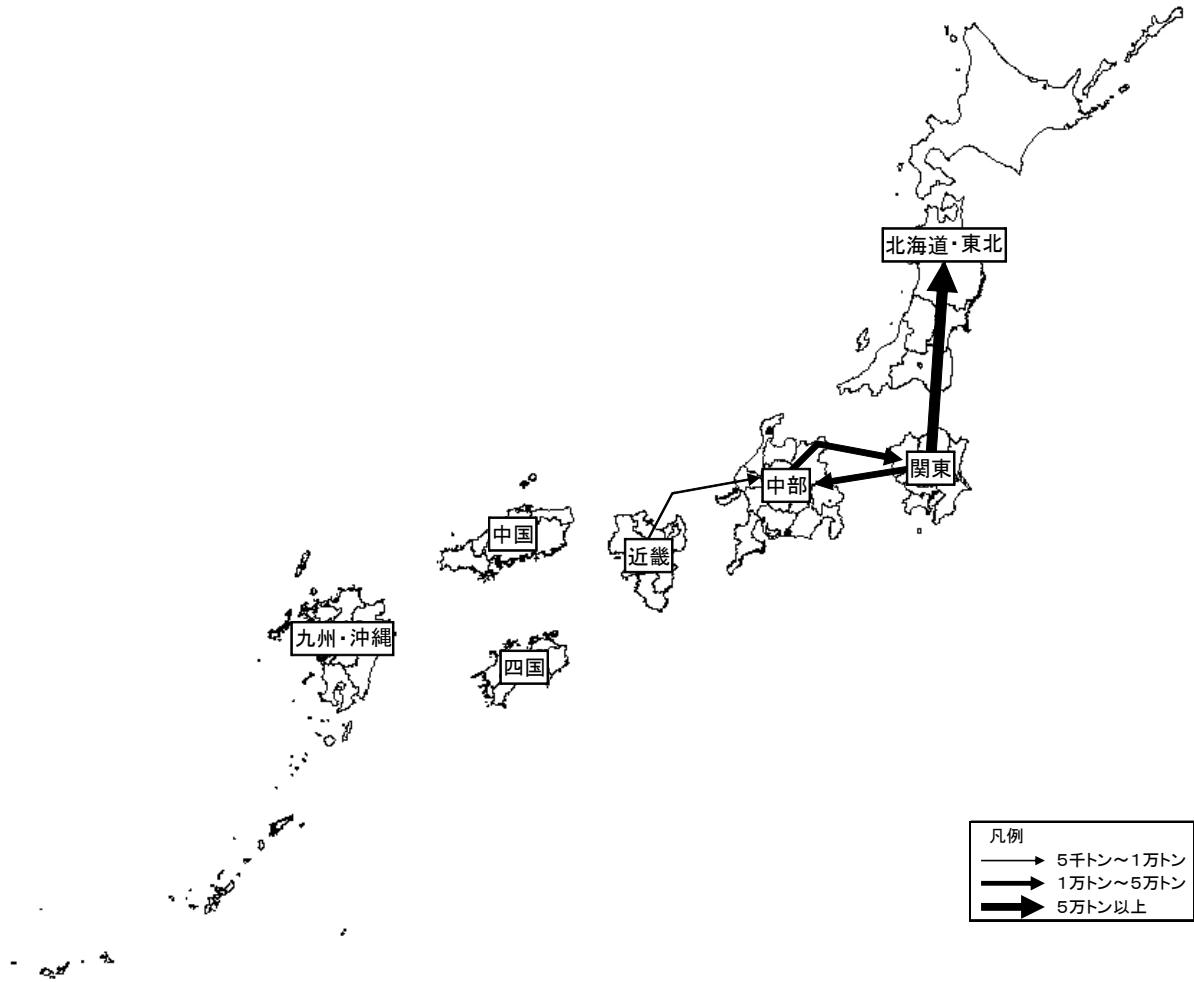 北海道・東北
関東
中部
中国
近畿
九州・沖縄
四国
凡例
５千トン～１万トン
１万トン～５万トン
５万トン以上